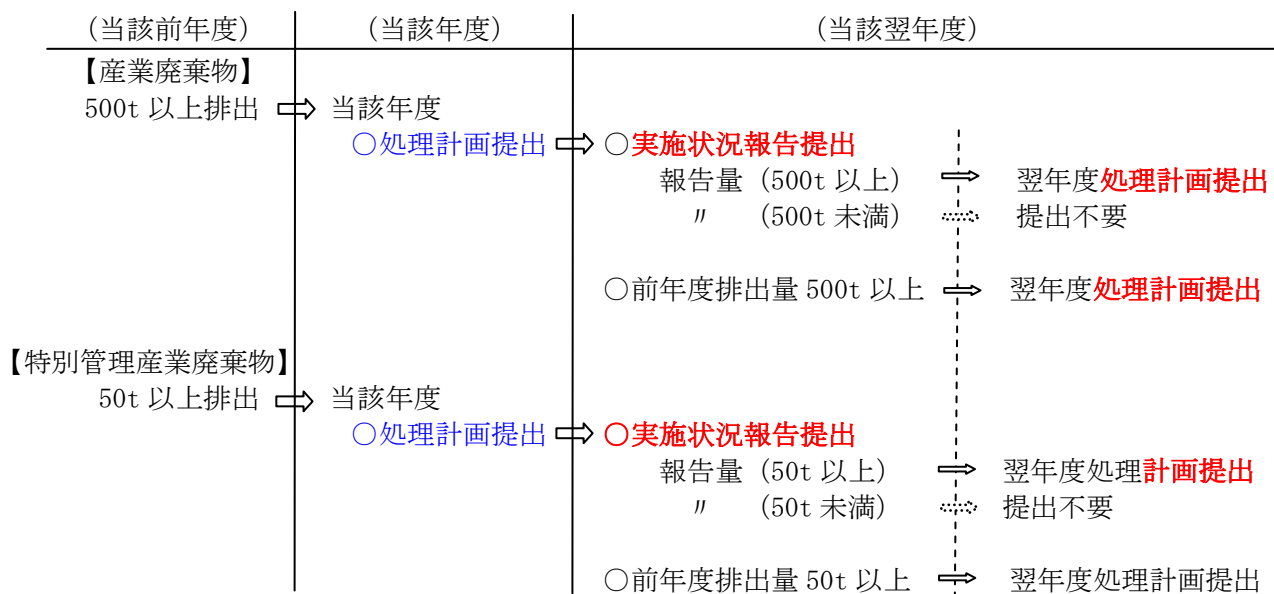 (当該前年度) (当該年度) (当該翌年度)
【産業廃棄物】
500t 以上排出 ⇒ 当該年度
○処理計画提出 ⇒ ○実施状況報告提出
報告量 (500t 以上) ⇒ 翌年度処理計画提出
〃 (500t 未満) ⇒ 提出不要
○前年度排出量 500t 以上 ⇒ 翌年度処理計画提出
【特別管理産業廃棄物】
50t 以上排出 ⇒ 当該年度
○処理計画提出 ⇒ ○実施状況報告提出
報告量 (50t 以上) ⇒ 翌年度処理計画提出
〃 (50t 未満) ⇒ 提出不要
○前年度排出量 50t 以上 ⇒ 翌年度処理計画提出